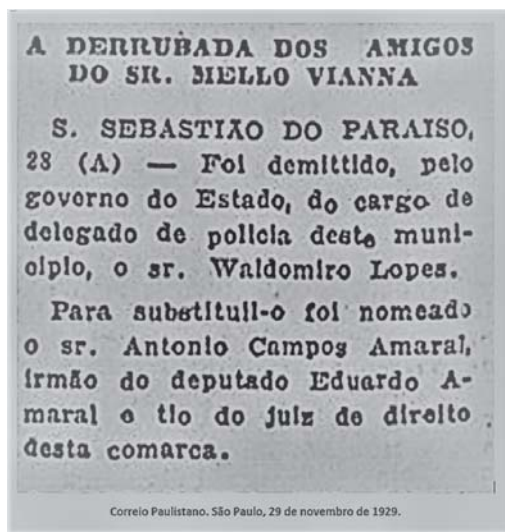 A DERRUBADA DOS AMIGOS
DO SR. MELLO VIANNA
S. SEBASTIÃO DO PARAISO,
28 (A) — Foi demittido, pelo
governo do Estado, do cargo de
delegado de policia deste muni-
cipio, o sr. Waldomiro Lopes.
Para substituil-o foi nomeado
o sr. Antonio Campos Amaral,
irmão do deputado Eduardo A-
maral e tio do juiz de direito
desta comarca.
Correio Paulistano. São Paulo, 29 de novembro de 1929.